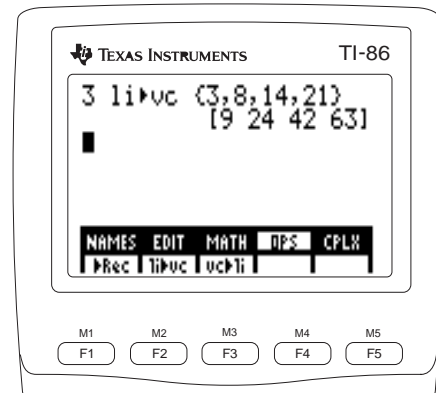 TEXAS INSTRUMENTS TI-86
3 li▸vc {3,8,14,21}
[9 24 42 63]
NAMES EDIT MATH OPS CPLX
▸Rec li▸vc vc▸li
M1 M2 M3 M4 M5
F1 F2 F3 F4 F5